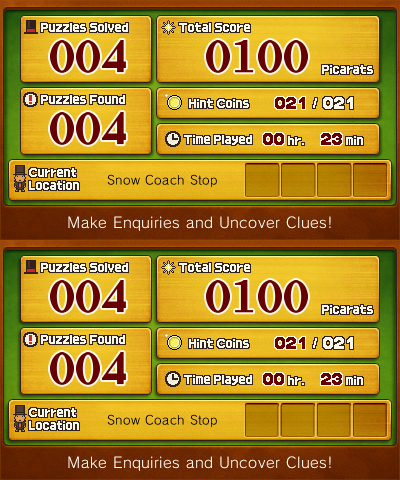 Puzzles Solved
004
Total Score
0100 Picarats
Puzzles Found
004
Hint Coins 021 / 021
Time Played 00 hr. 23 min
Current Location
Snow Coach Stop
Make Enquiries and Uncover Clues!
Puzzles Solved
004
Total Score
0100 Picarats
Puzzles Found
004
Hint Coins 021 / 021
Time Played 00 hr. 23 min
Current Location
Snow Coach Stop
Make Enquiries and Uncover Clues!